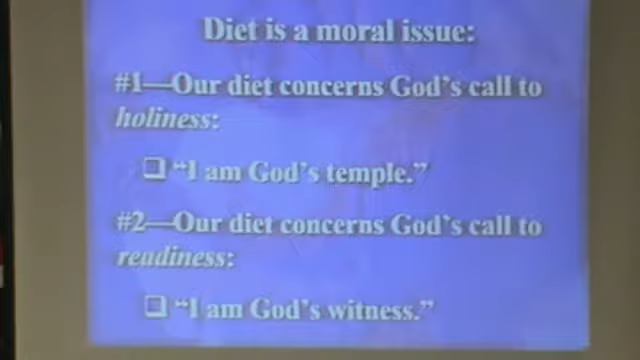 Diet is a moral issue:
#1—Our diet concerns God's call to
holiness:
❑ "I am God's temple."
#2—Our diet concerns God's call to
readiness:
❑ "I am God's witness."